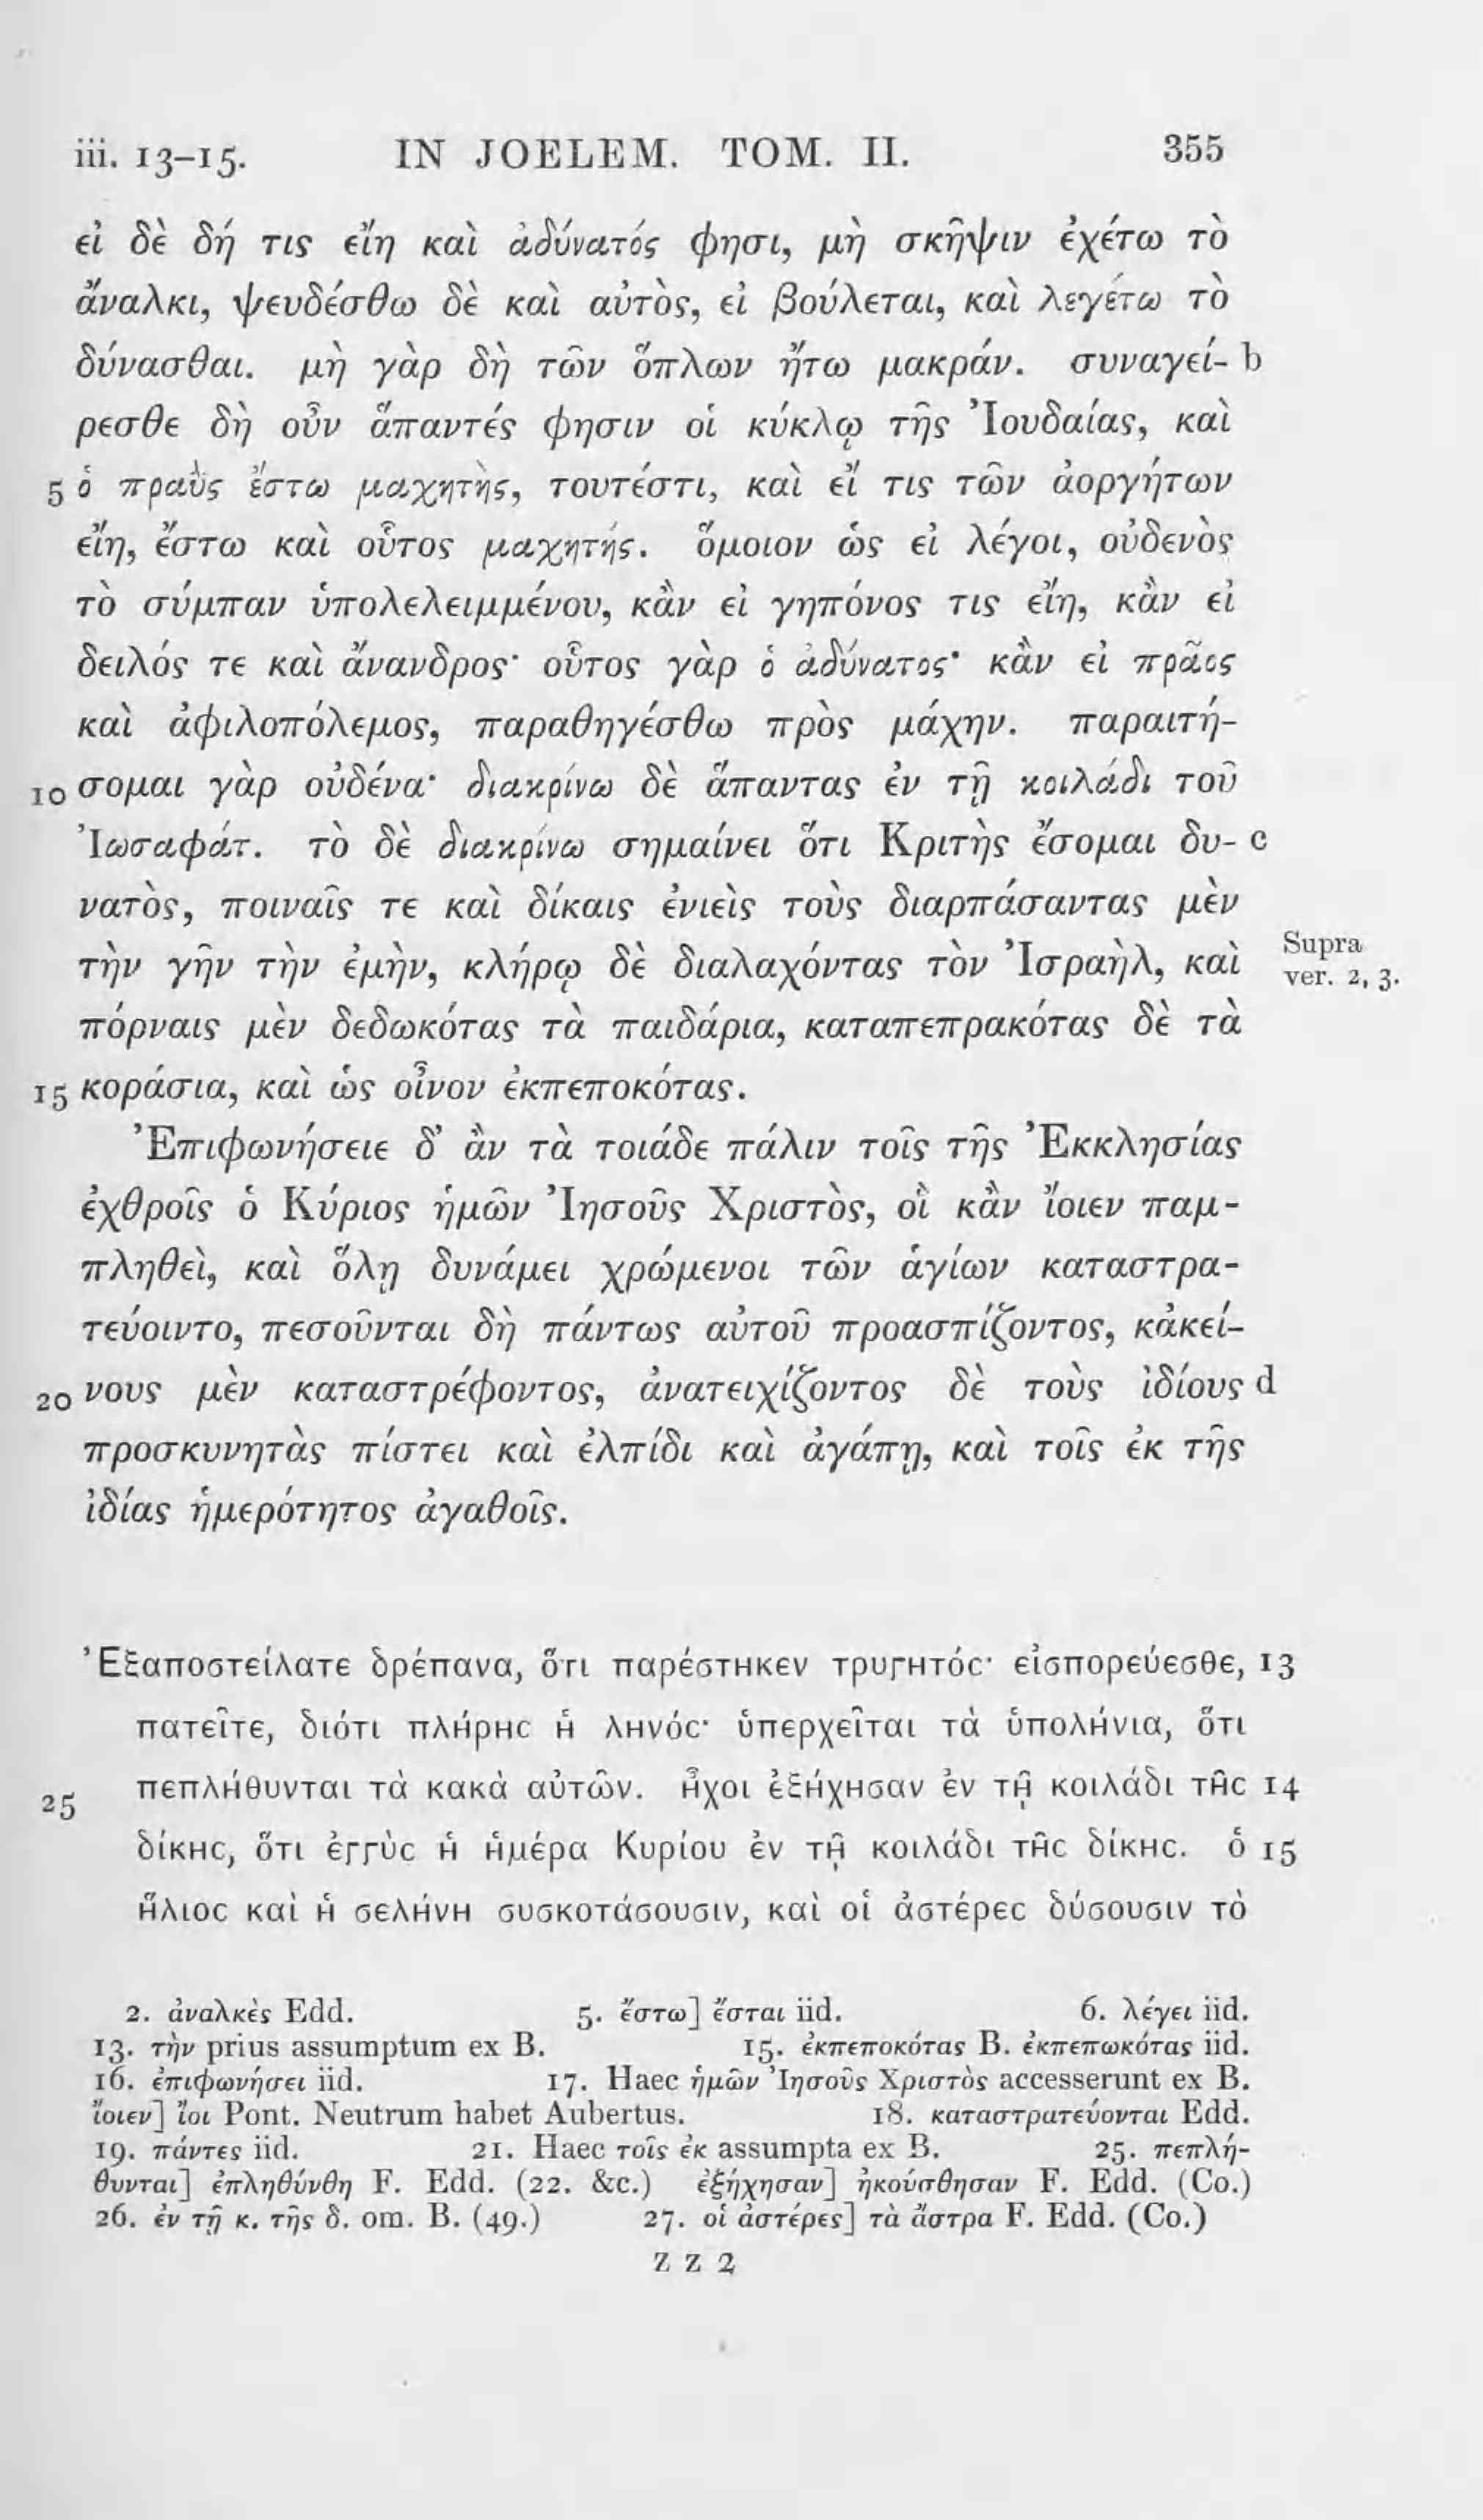 iii. 13–15. IN JOELEM. TOM. II. 355
εἰ δὲ δή τις εἴη καὶ ἀδύνατός φησι, μὴ σκῆψιν ἐχέτω τὸ
ἄναλκι, ψευδέσθω δὲ καὶ αὐτὸς, εἰ βούλεται, καὶ λεγέτω τὸ
δύνασθαι. μὴ γὰρ δὴ τῶν ὅπλων ἤτω μακράν. συναγεί- b
ρεσθε δὴ οὖν ἅπαντές φησιν οἱ κύκλῳ τῆς Ἰουδαίας, καὶ
5 ὁ πραῢς ἔστω μαχητὴς, τουτέστι, καὶ εἴ τις τῶν ἀοργήτων
εἴη, ἔστω καὶ οὗτος μαχητής. ὅμοιον ὡς εἰ λέγοι, οὐδενὸς
τὸ σύμπαν ὑπολελειμμένου, κἂν εἰ γηπόνος τις εἴη, κἂν εἰ
δειλός τε καὶ ἄνανδρος· οὗτος γὰρ ὁ ἀδύνατος· κἂν εἰ πρᾶος
καὶ ἀφιλοπόλεμος, παραθηγέσθω πρὸς μάχην. παραιτή-
10 σομαι γὰρ οὐδένα· διακρίνω δὲ ἅπαντας ἐν τῇ κοιλάδι τοῦ
Ἰωσαφάτ. τὸ δὲ διακρίνω σημαίνει ὅτι Κριτὴς ἔσομαι δυ- c
νατὸς, ποιναῖς τε καὶ δίκαις ἐνιεὶς τοὺς διαρπάσαντας μὲν
τὴν γῆν τὴν ἐμὴν, κλήρῳ δὲ διαλαχόντας τὸν Ἰσραὴλ, καὶ Supra ver. 2, 3.
πόρναις μὲν δεδωκότας τὰ παιδάρια, καταπεπρακότας δὲ τὰ
15 κοράσια, καὶ ὡς οἶνον ἐκπεποκότας.
Ἐπιφωνήσειε δ’ ἂν τὰ τοιάδε πάλιν τοῖς τῆς Ἐκκλησίας
ἐχθροῖς ὁ Κύριος ἡμῶν Ἰησοῦς Χριστὸς, οἳ κἂν ἴοιεν παμ-
πληθεὶ, καὶ ὅλῃ δυνάμει χρώμενοι τῶν ἁγίων καταστρα-
τεύοιντο, πεσοῦνται δὴ πάντως αὐτοῦ προασπίζοντος, κἀκεί-
20 νους μὲν καταστρέφοντος, ἀνατειχίζοντος δὲ τοὺς ἰδίους d
προσκυνητὰς πίστει καὶ ἐλπίδι καὶ ἀγάπῃ, καὶ τοῖς ἐκ τῆς
ἰδίας ἡμερότητος ἀγαθοῖς.
Ἐξαποστείλατε δρέπανα, ὅτι παρέστηκεν τρυγητός· εἰσπορεύεσθε, 13
πατεῖτε, διότι πλήρης ἡ ληνός· ὑπερχεῖται τὰ ὑπολήνια, ὅτι
25 πεπλήθυνται τὰ κακὰ αὐτῶν. ἦχοι ἐξήχησαν ἐν τῇ κοιλάδι τῆς 14
δίκης, ὅτι ἐγγὺς ἡ ἡμέρα Κυρίου ἐν τῇ κοιλάδι τῆς δίκης. ὁ 15
ἥλιος καὶ ἡ σελήνη συσκοτάσουσιν, καὶ οἱ ἀστέρες δύσουσιν τὸ
2. ἀναλκὲς Edd. 5. ἔστω] ἔσται iid. 6. λέγει iid.
13. τὴν prius assumptum ex B. 15. ἐκπεποκότας B. ἐκπεπωκότας iid.
16. ἐπιφωνήσει iid. 17. Haec ἡμῶν Ἰησοῦς Χριστὸς accesserunt ex B.
ἴοιεν] ἴοι Pont. Neutrum habet Aubertus. 18. καταστρατεύονται Edd.
19. πάντες iid. 21. Haec τοῖς ἐκ assumpta ex B. 25. πεπλή-
θυνται] ἐπληθύνθη F. Edd. (22. &c.) ἐξήχησαν] ἠκούσθησαν F. Edd. (Co.)
26. ἐν τῇ κ. τῆς δ. om. B. (49.) 27. οἱ ἀστέρες] τὰ ἄστρα F. Edd. (Co.)
z z 2